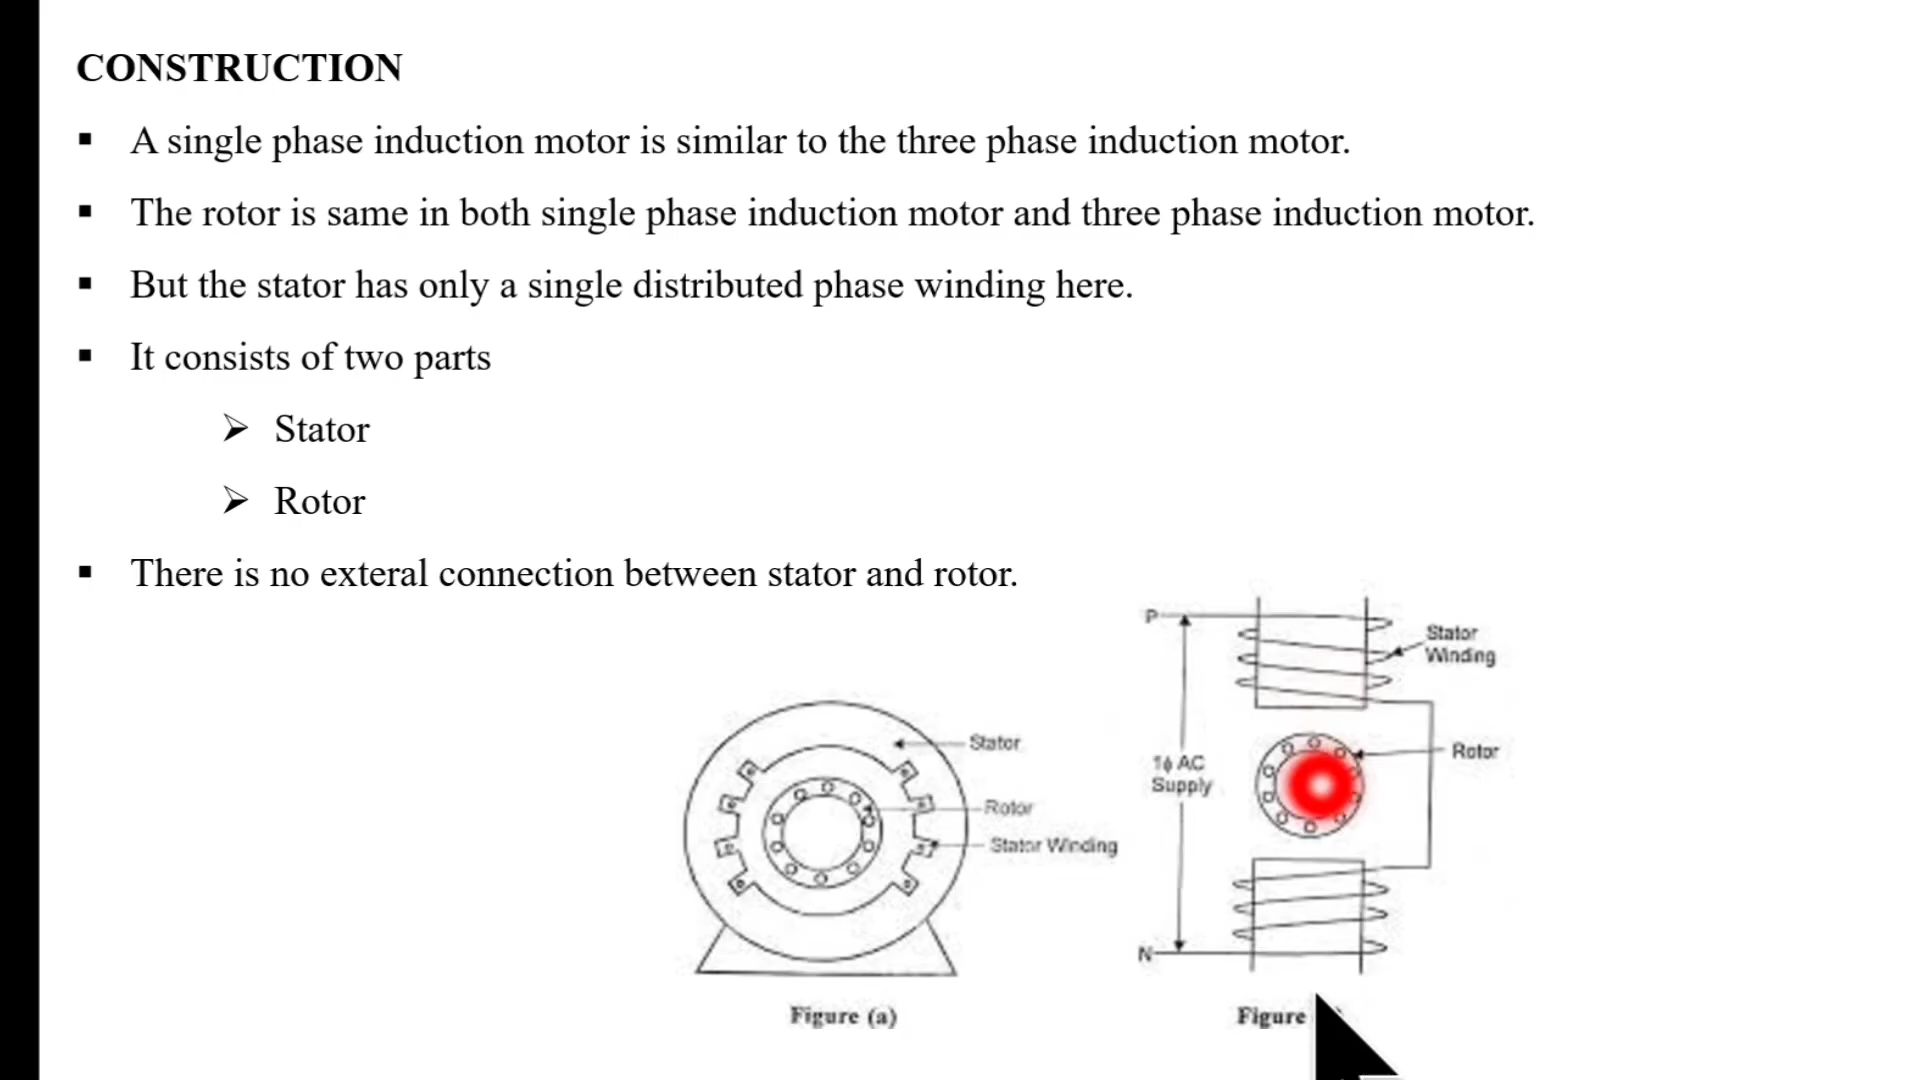 CONSTRUCTION
▪ A single phase induction motor is similar to the three phase induction motor.
▪ The rotor is same in both single phase induction motor and three phase induction motor.
▪ But the stator has only a single distributed phase winding here.
▪ It consists of two parts
➢ Stator
➢ Rotor
▪ There is no exteral connection between stator and rotor.
Stator
Rotor
Stator Winding
Figure (a)
P
Stator
Winding
1ϕ AC
Supply
Rotor
N
Figure